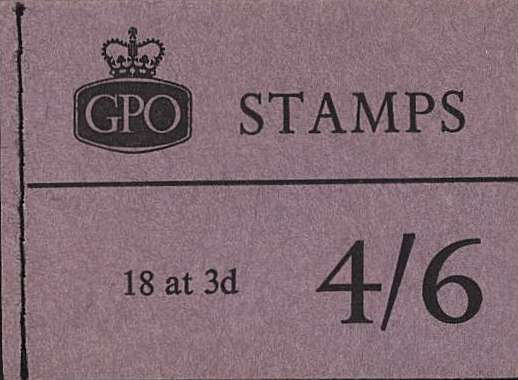 GPO
STAMPS
18 at 3d
4/6